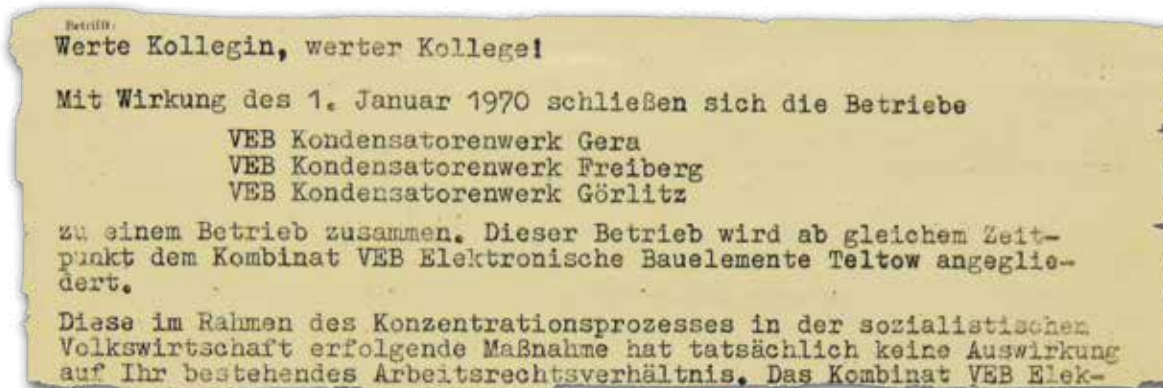 Betrifft:
Werte Kollegin, werter Kollege!
Mit Wirkung des 1. Januar 1970 schließen sich die Betriebe
VEB Kondensatorenwerk Gera
VEB Kondensatorenwerk Freiberg
VEB Kondensatorenwerk Görlitz
zu einem Betrieb zusammen. Dieser Betrieb wird ab gleichem Zeit-
punkt dem Kombinat VEB Elektronische Bauelemente Teltow angeglie-
dert.
Diese im Rahmen des Konzentrationsprozesses in der sozialistischen
Volkswirtschaft erfolgende Maßnahme hat tatsächlich keine Auswirkung
auf Ihr bestehendes Arbeitsrechtsverhältnis. Das Kombinat VEB Elek-